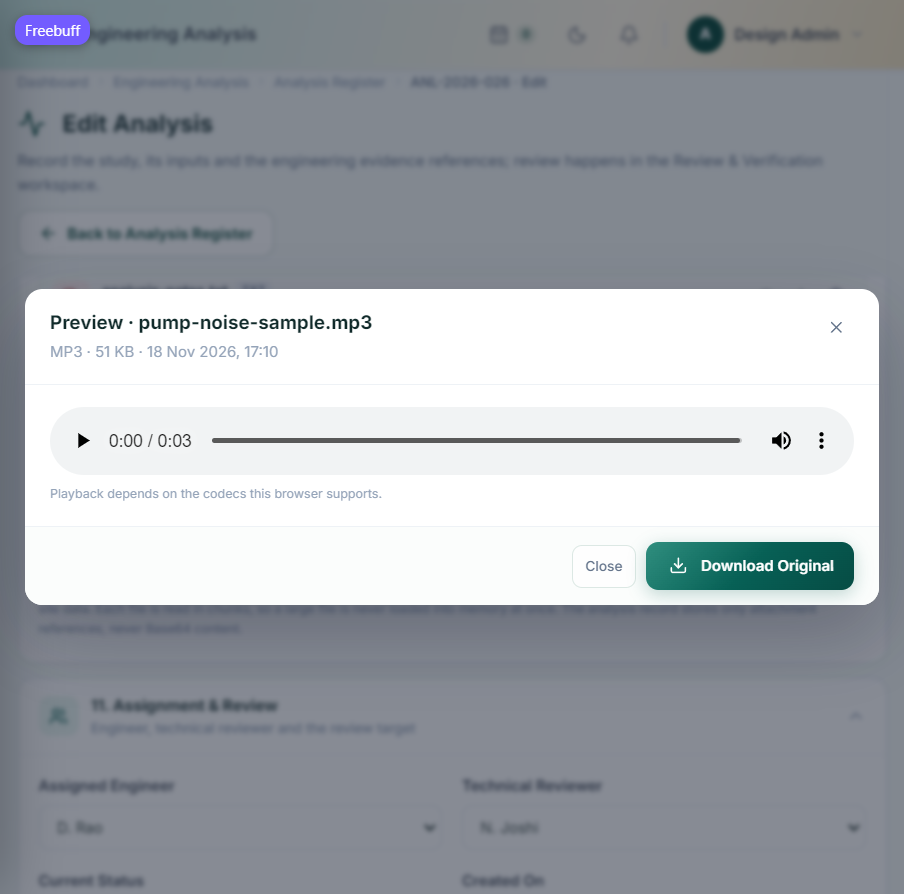 Freebuff
Engineering Analysis
Design Admin
Dashboard Engineering Analysis Analysis Register ANL-2026-026 · Edit
Edit Analysis
Record the study, its inputs and the engineering evidence references; review happens in the Review & Verification
workspace.
Back to Analysis Register
Preview · pump-noise-sample.mp3
MP3 · 51 KB · 18 Nov 2026, 17:10
0:00 / 0:03
Playback depends on the codecs this browser supports.
Close
Download Original
references, never Base64 content.
11. Assignment & Review
Engineer, technical reviewer and the review target
Assigned Engineer
Technical Reviewer
D. Rao
N. Joshi
Current Status
Created On